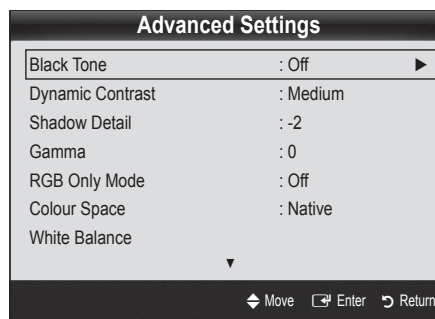 Advanced Settings
Black Tone : Off ▶
Dynamic Contrast : Medium
Shadow Detail : -2
Gamma : 0
RGB Only Mode : Off
Colour Space : Native
White Balance
▼
Move Enter Return